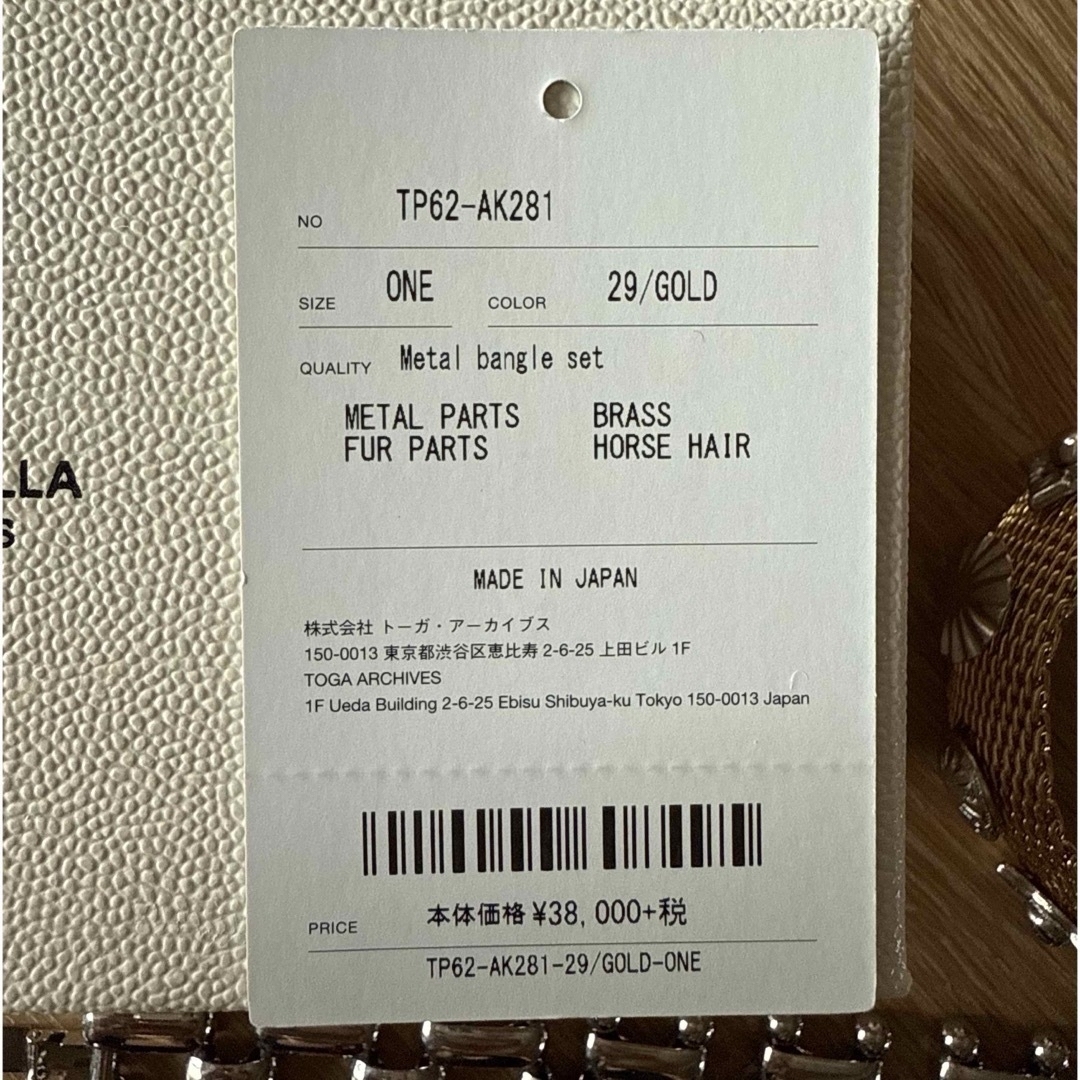 LLA
S
NO TP62-AK281
SIZE ONE COLOR 29/GOLD
QUALITY Metal bangle set
METAL PARTS BRASS
FUR PARTS HORSE HAIR
MADE IN JAPAN
株式会社 トーガ・アーカイブス
150-0013 東京都渋谷区恵比寿 2-6-25 上田ビル 1F
TOGA ARCHIVES
1F Ueda Building 2-6-25 Ebisu Shibuya-ku Tokyo 150-0013 Japan
PRICE 本体価格 ¥38,000+税
TP62-AK281-29/GOLD-ONE